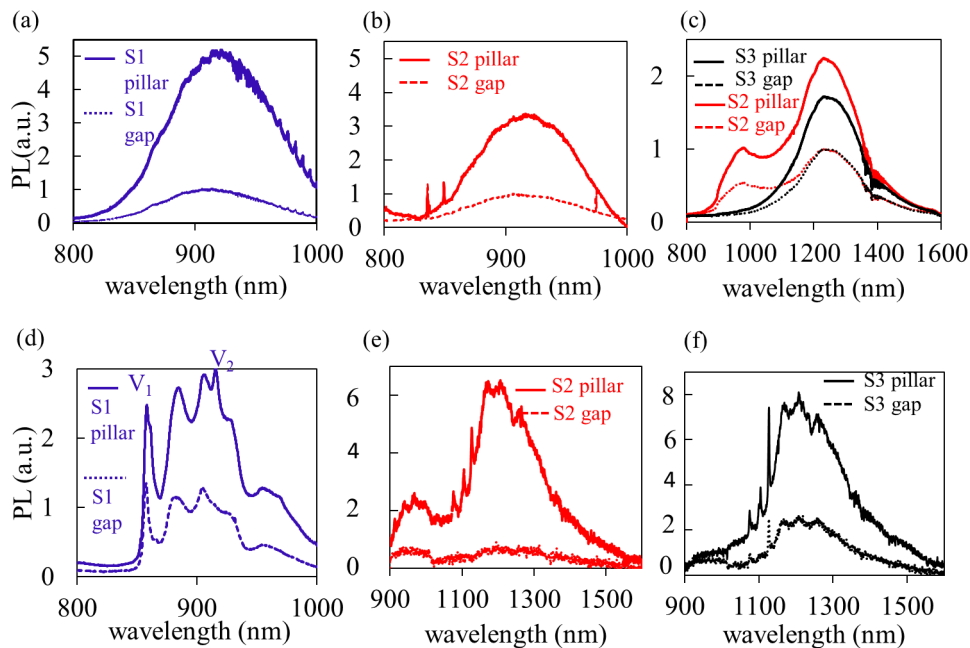 (a)
PL(a.u.)
5
4
3
2
1
0
S1
pillar
S1
gap
800
900
1000
wavelength (nm)
(b)
5
4
3
2
1
0
S2 pillar
S2 gap
800
900
1000
wavelength (nm)
(c)
2
1
0
S3 pillar
S3 gap
S2 pillar
S2 gap
800 1000 1200 1400 1600
wavelength (nm)
(d)
PL (a.u.)
3
2
1
0
V1
V2
S1
pillar
S1
gap
800
900
1000
wavelength (nm)
(e)
6
4
2
0
S2 pillar
S2 gap
900 1100 1300 1500
wavelength (nm)
(f)
8
6
4
2
0
S3 pillar
S3 gap
900 1100 1300 1500
wavelength (nm)